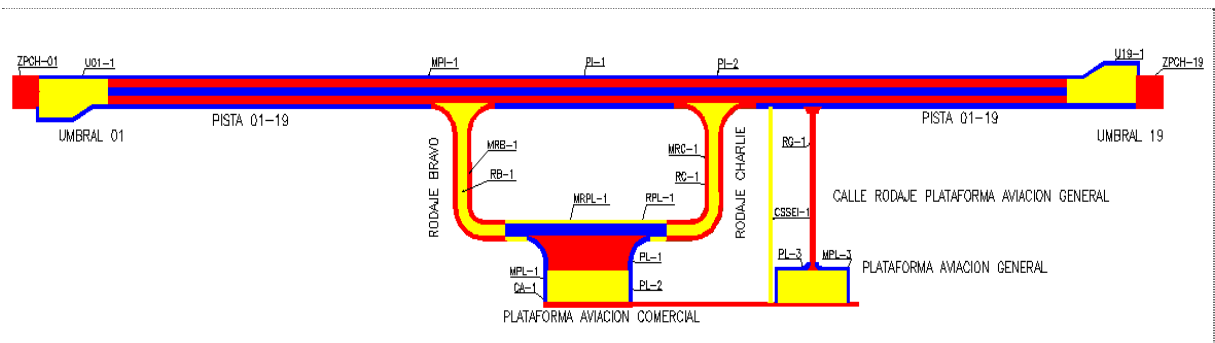 ZPCH-01
U01-1
MPI-1
PI-1
PI-2
U19-1
ZPCH-19
UMBRAL 01
PISTA 01-19
PISTA 01-19
UMBRAL 19
RODAJE BRAVO
MRB-1
RB-1
MRC-1
RC-1
RODAJE CHARLIE
RG-1
CALLE RODAJE PLATAFORMA AVIACION GENERAL
MRPL-1
RPL-1
CSSEI-1
PL-1
PL-3
MPL-3
PLATAFORMA AVIACION GENERAL
MPL-1
CA-1
PL-2
PLATAFORMA AVIACION COMERCIAL